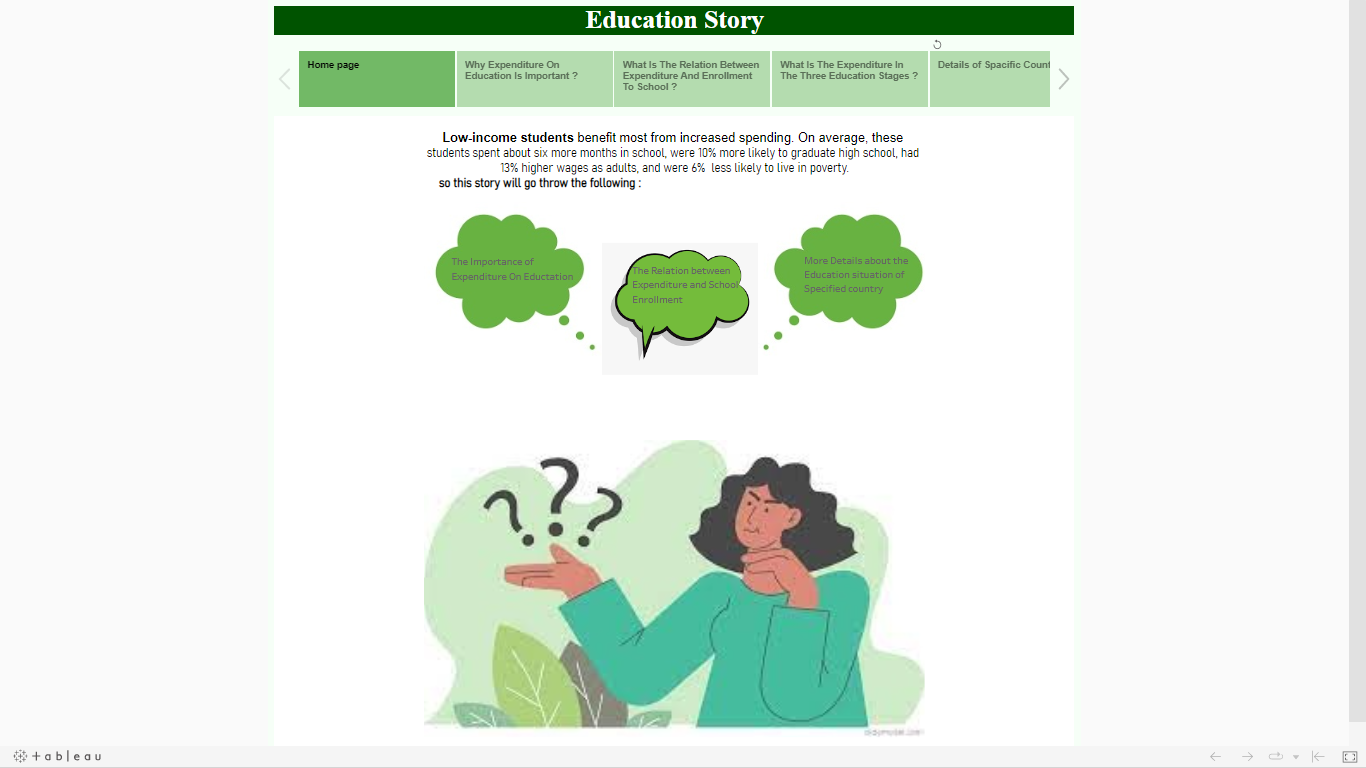 Education Story
Home page
Why Expenditure On
Education Is Important ?
What Is The Relation Between
Expenditure And Enrollment
To School ?
What Is The Expenditure In
The Three Education Stages ?
Details of Spacific Count
Low-income students benefit most from increased spending. On average, these
students spent about six more months in school, were 10% more likely to graduate high school, had
13% higher wages as adults, and were 6% less likely to live in poverty.
so this story will go throw the following :
The Importance of
Expenditure On Eductation
The Relation between
Expenditure and School
Enrollment
More Details about the
Education situation of
Specified country
???
+ableau